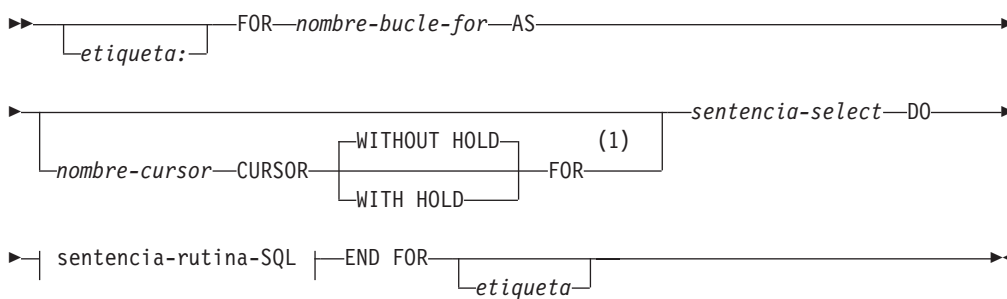 FOR nombre-bucle-for AS
etiqueta:
WITHOUT HOLD (1) sentencia-select DO
nombre-cursor CURSOR FOR
WITH HOLD
sentencia-rutina-SQL END FOR
etiqueta